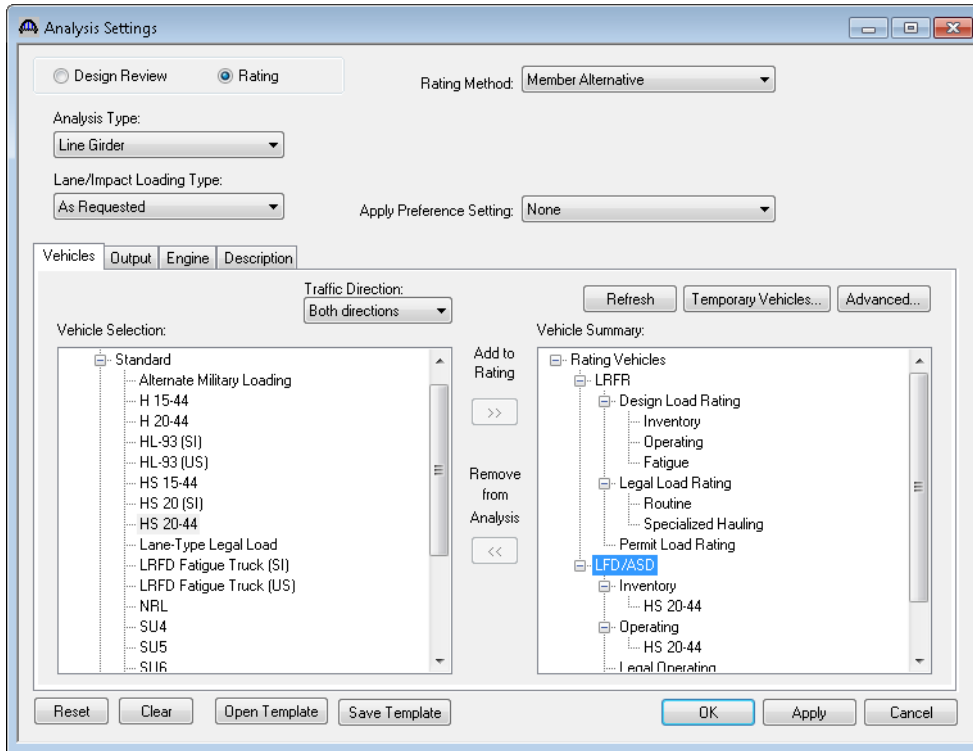 Analysis Settings
Design Review
Rating
Rating Method:
Member Alternative
Analysis Type:
Line Girder
Lane/Impact Loading Type:
As Requested
Apply Preference Setting:
None
Vehicles
Output
Engine
Description
Traffic Direction:
Both directions
Refresh
Temporary Vehicles...
Advanced...
Vehicle Selection:
Standard
Alternate Military Loading
H 15-44
H 20-44
HL-93 (SI)
HL-93 (US)
HS 15-44
HS 20 (SI)
HS 20-44
Lane-Type Legal Load
LRFD Fatigue Truck (SI)
LRFD Fatigue Truck (US)
NRL
SU4
SU5
SU6
Add to
Rating
>>
Remove
from
Analysis
<<
Vehicle Summary:
Rating Vehicles
LRFR
Design Load Rating
Inventory
Operating
Fatigue
Legal Load Rating
Routine
Specialized Hauling
Permit Load Rating
LFD/ASD
Inventory
HS 20-44
Operating
HS 20-44
Legal Operating
Reset
Clear
Open Template
Save Template
OK
Apply
Cancel